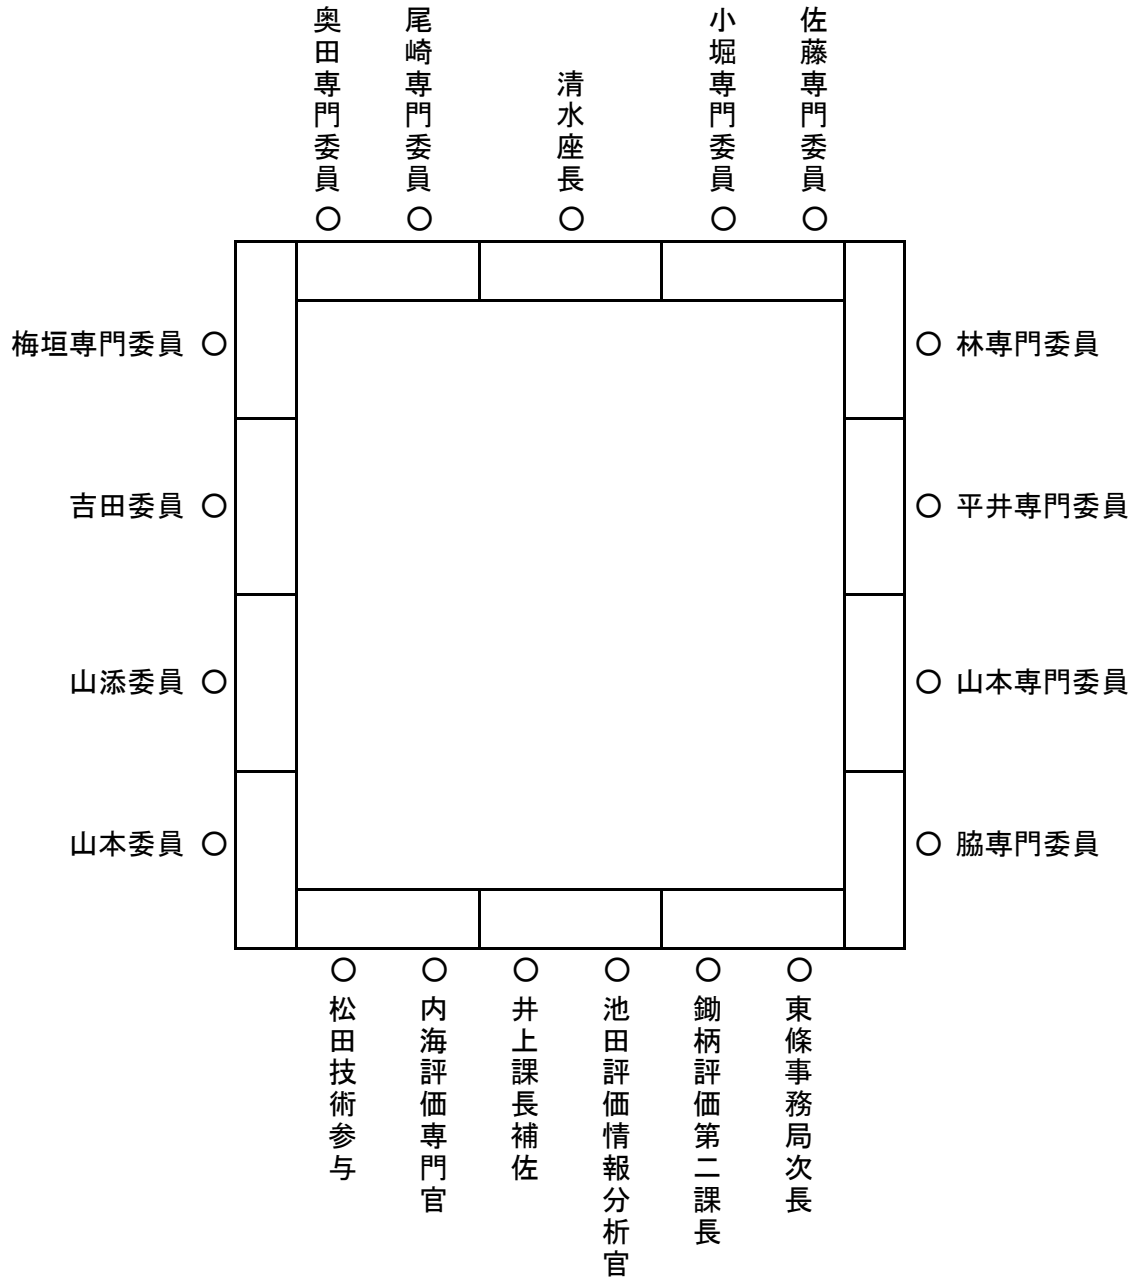 奥田専門委員
尾崎専門委員
清水座長
小堀専門委員
佐藤専門委員
梅垣専門委員
林専門委員
吉田委員
平井専門委員
山添委員
山本専門委員
山本委員
脇専門委員
松田技術参与
内海評価専門官
井上課長補佐
池田評価情報分析官
鋤柄評価第二課長
東條事務局次長